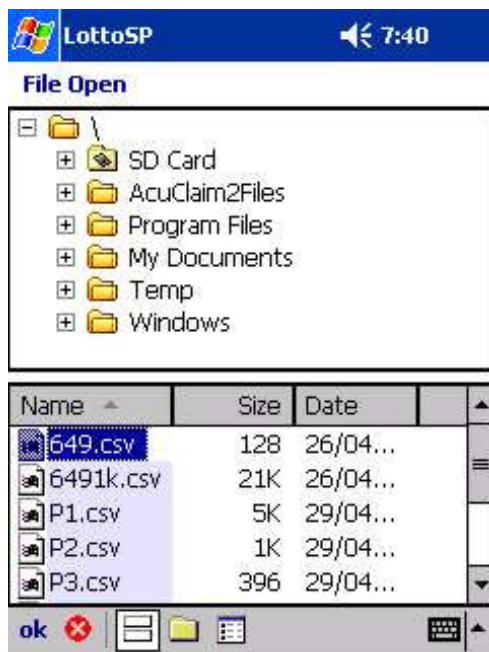 LottoSP 7:40
File Open
\
SD Card
AcuClaim2Files
Program Files
My Documents
Temp
Windows
Name Size Date
649.csv 128 26/04...
6491k.csv 21K 26/04...
P1.csv 5K 29/04...
P2.csv 1K 29/04...
P3.csv 396 29/04...
ok